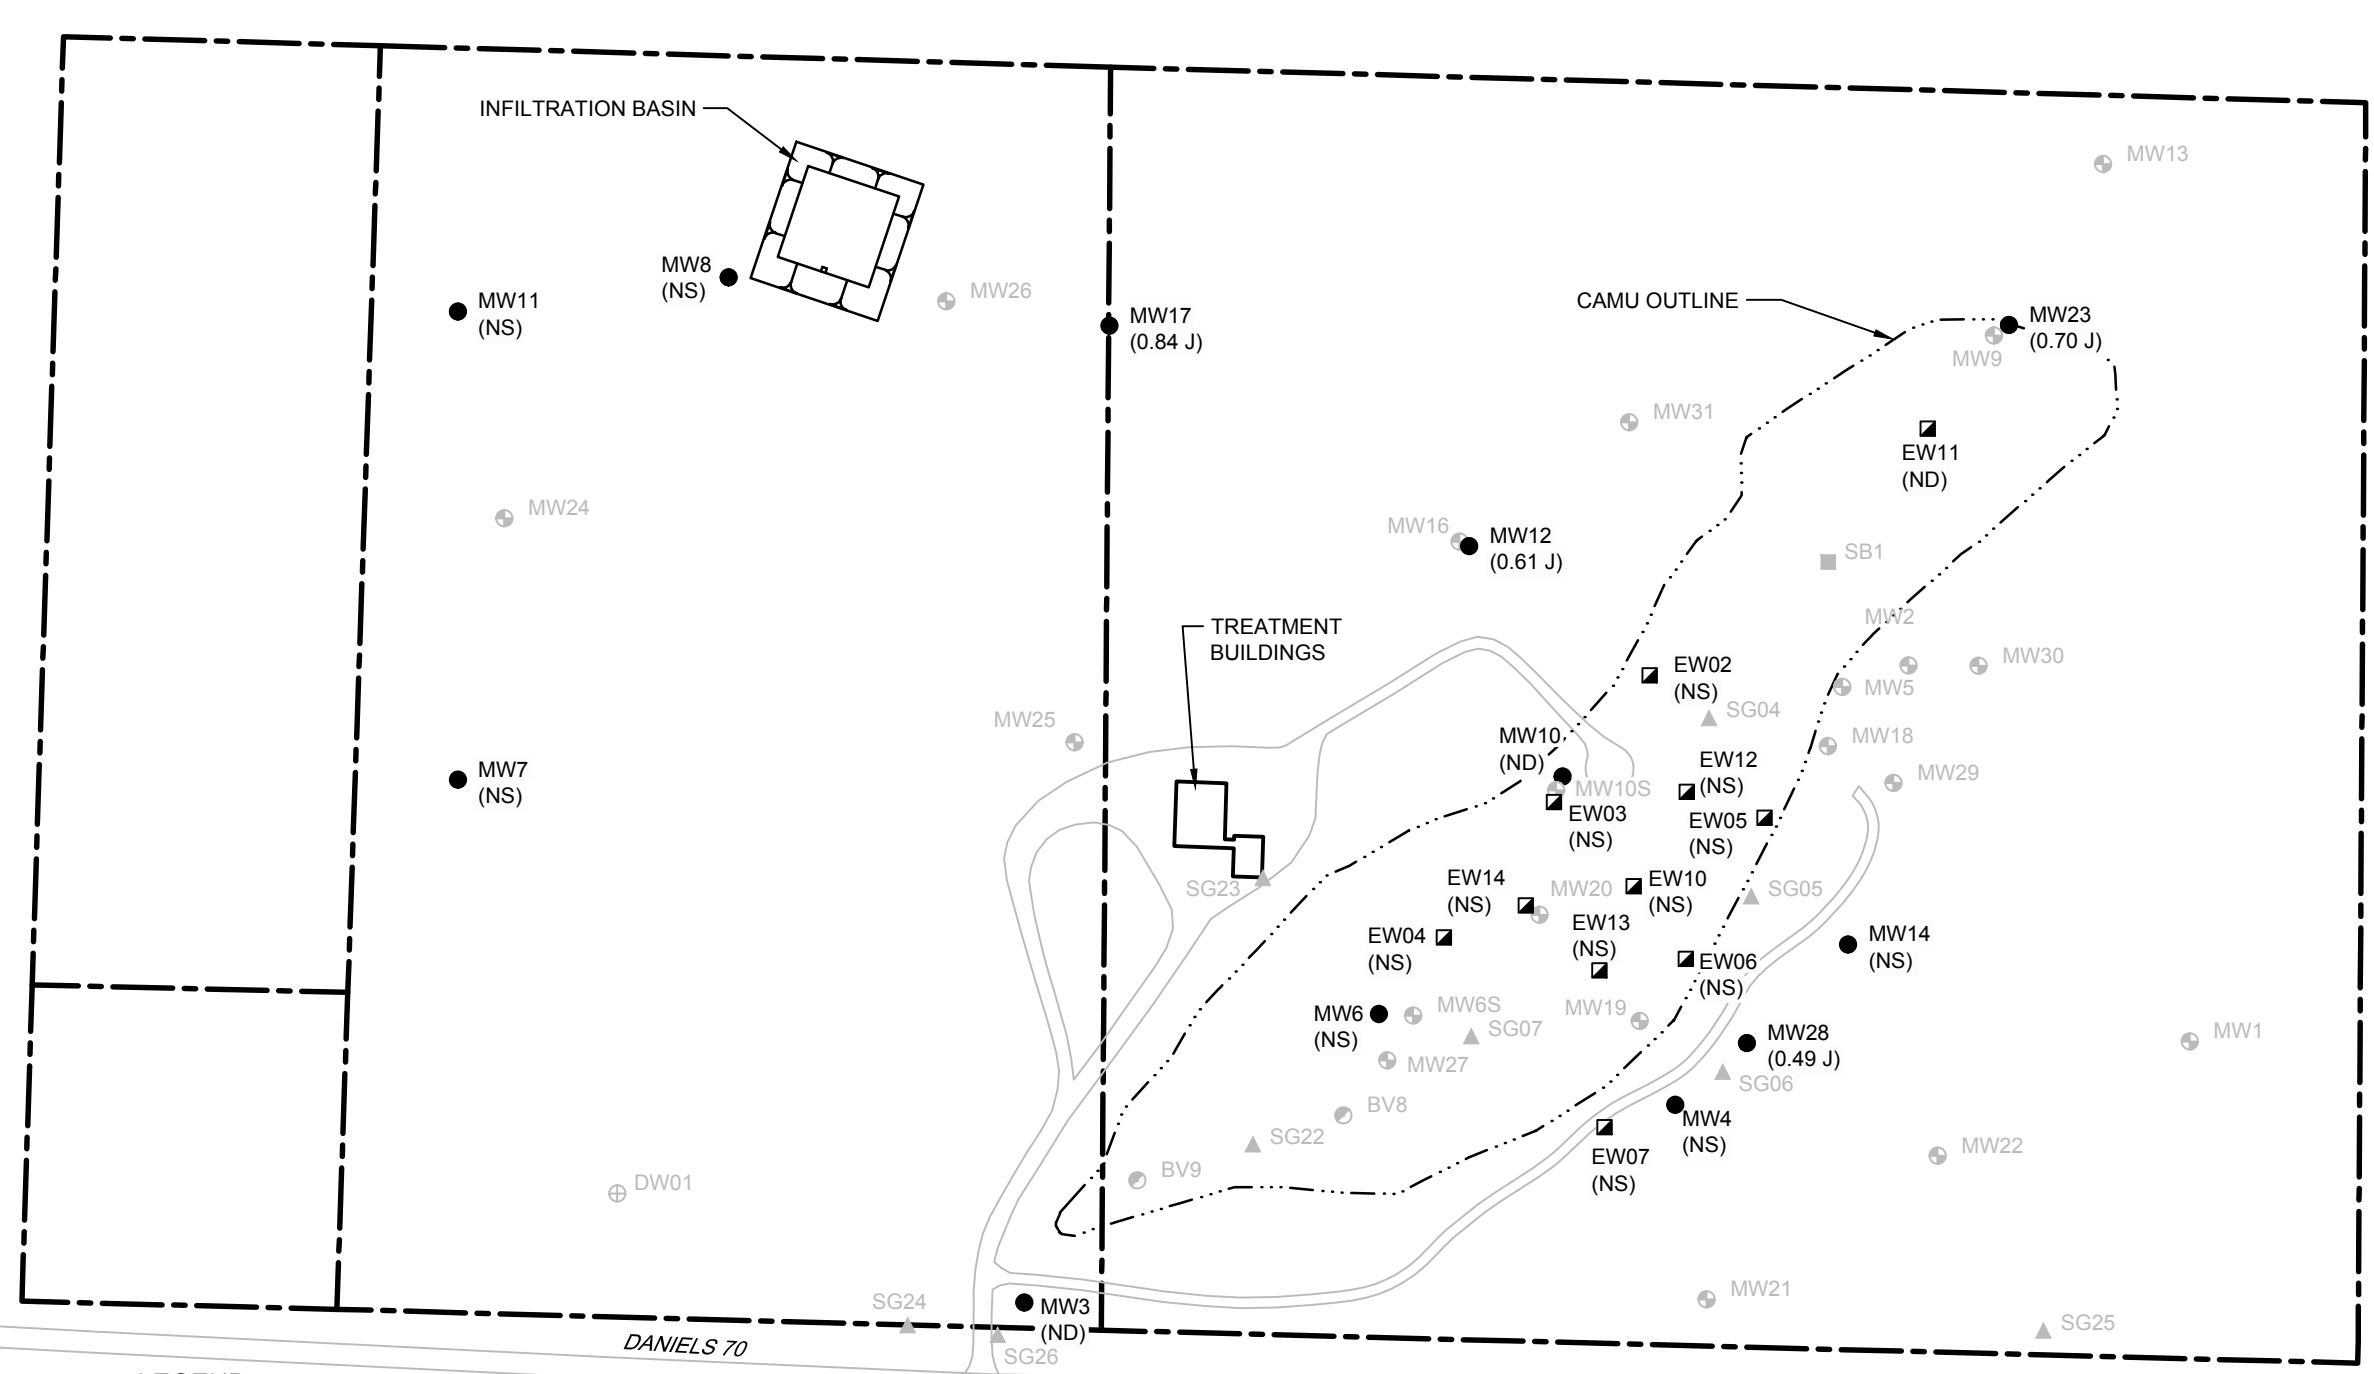 INFILTRATION BASIN
MW13
MW8
(NS)
MW26
MW11
(NS)
MW17
(0.84 J)
CAMU OUTLINE
MW23
(0.70 J)
MW9
MW31
EW11
(ND)
MW24
MW16
MW12
(0.61 J)
SB1
MW2
TREATMENT
BUILDINGS
EW02
(NS)
MW30
MW5
SG04
MW25
MW10
(ND)
MW18
EW12
(NS)
MW7
(NS)
MW10S
MW29
EW03
(NS)
EW05
(NS)
SG23
EW14
(NS)
MW20
EW10
(NS)
SG05
EW04
(NS)
EW13
(NS)
MW14
(NS)
EW06
(NS)
MW6
(NS)
MW6S
MW19
SG07
MW28
(0.49 J)
MW1
MW27
SG06
BV8
MW4
(NS)
SG22
MW22
EW07
(NS)
BV9
DW01
MW21
SG24
MW3
(ND)
SG25
DANIELS 70
SG26